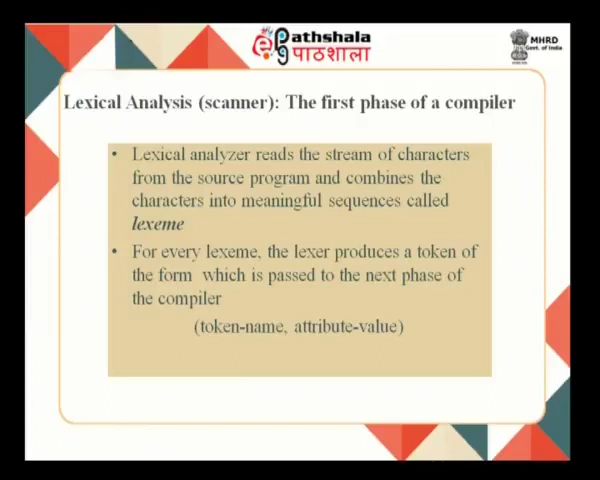 Pathshala
पाठशाला
MHRD
Govt. of India
Lexical Analysis (scanner): The first phase of a compiler
• Lexical analyzer reads the stream of characters
from the source program and combines the
characters into meaningful sequences called
lexeme
• For every lexeme, the lexer produces a token of
the form which is passed to the next phase of
the compiler
(token-name, attribute-value)